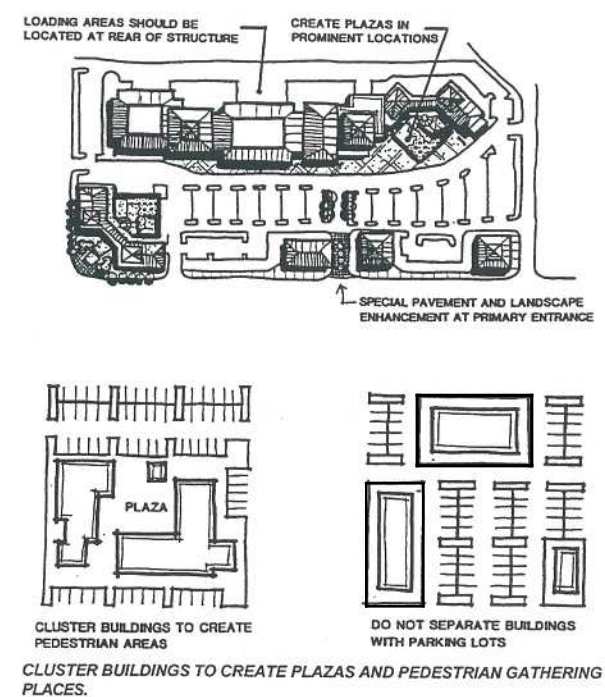 LOADING AREAS SHOULD BE
LOCATED AT REAR OF STRUCTURE
CREATE PLAZAS IN
PROMINENT LOCATIONS
SPECIAL PAVEMENT AND LANDSCAPE
ENHANCEMENT AT PRIMARY ENTRANCE
PLAZA
CLUSTER BUILDINGS TO CREATE
PEDESTRIAN AREAS
DO NOT SEPARATE BUILDINGS
WITH PARKING LOTS
CLUSTER BUILDINGS TO CREATE PLAZAS AND PEDESTRIAN GATHERING
PLACES.